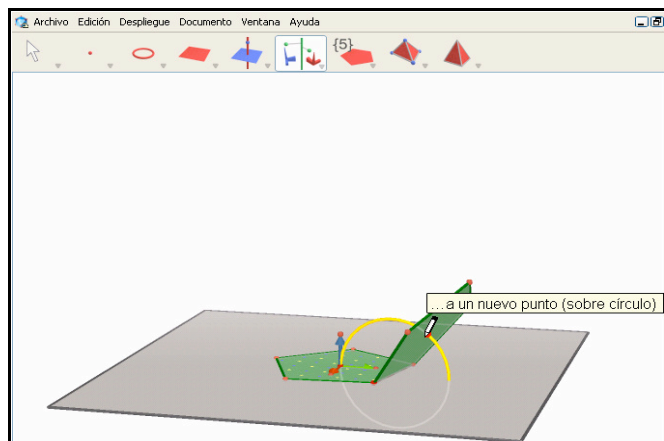 Archivo Edición Despliegue Documento Ventana Ayuda
{5}
...a un nuevo punto (sobre círculo)